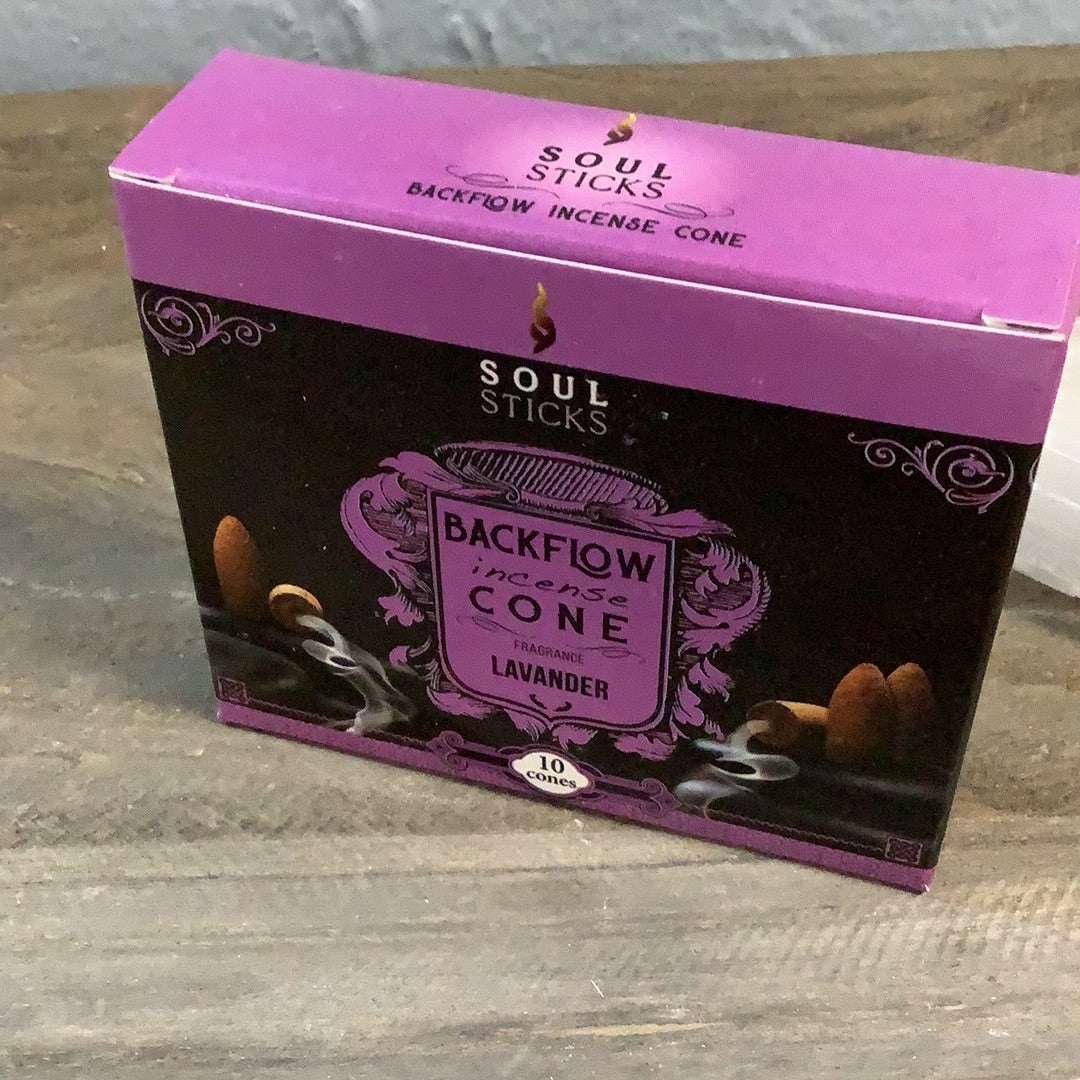 SOUL
STICKS
BACKFLOW INCENSE CONE
SOUL
STICKS
BACKFLOW
incense
CONE
FRAGRANCE
LAVANDER
10
cones